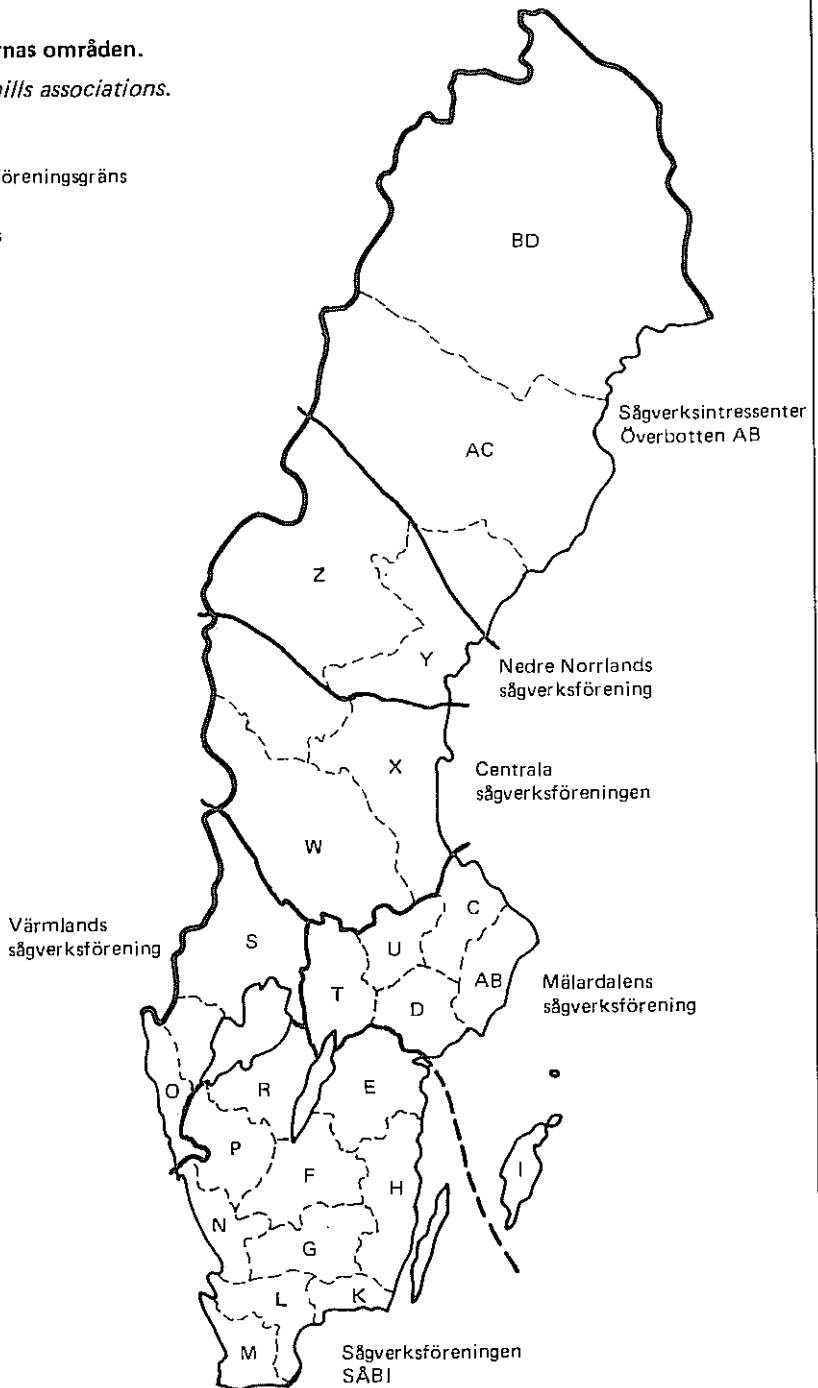 rnas områden.
ills associations.
öreningsgräns
s
BD
Sågverksintressenter
Överbotten AB
AC
Z
Y
Nedre Norrlands
sågverksförening
X
Centrala
sågverksföreningen
W
C
Värmlands
sågverksförening
S
U
AB
T
D
Mälardalens
sågverksförening
O
R
E
P
F
H
I
N
G
L
K
M
Sågverksföreningen
SÅBI